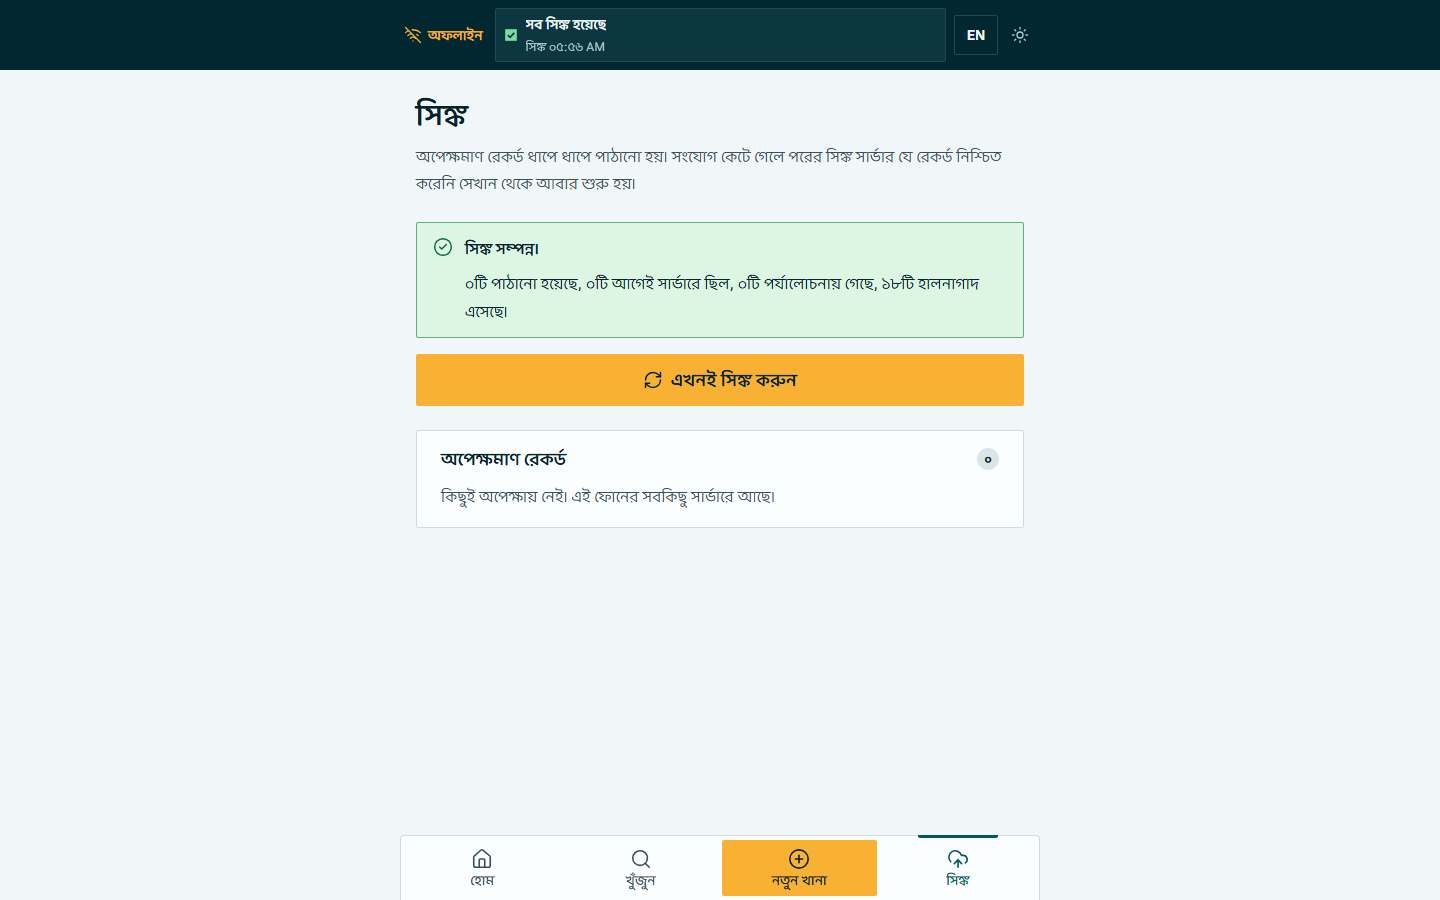 অফলাইন
সব সিঙ্ক হয়েছে
সিঙ্ক ০৫:৫৬ AM
EN
সিঙ্ক
অপেক্ষমাণ রেকর্ড ধাপে ধাপে পাঠানো হয়। সংযোগ কেটে গেলে পরের সিঙ্ক সার্ভার যে রেকর্ড নিশ্চিত
করেনি সেখান থেকে আবার শুরু হয়।
সিঙ্ক সম্পন্ন।
০টি পাঠানো হয়েছে, ০টি আগেই সার্ভারে ছিল, ০টি পর্যালোচনায় গেছে, ১৮টি হালনাগাদ
এসেছে।
এখনই সিঙ্ক করুন
অপেক্ষমাণ রেকর্ড
০
কিছুই অপেক্ষায় নেই। এই ফোনের সবকিছু সার্ভারে আছে।
হোম
খুঁজুন
নতুন খানা
সিঙ্ক